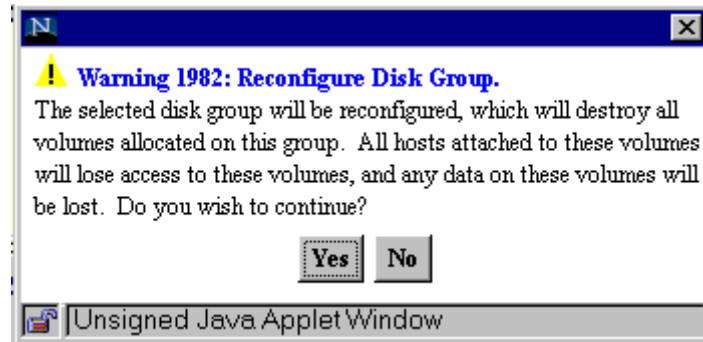 N
Warning 1982: Reconfigure Disk Group.
The selected disk group will be reconfigured, which will destroy all
volumes allocated on this group. All hosts attached to these volumes
will lose access to these volumes, and any data on these volumes will
be lost. Do you wish to continue?
Yes No
Unsigned Java Applet Window